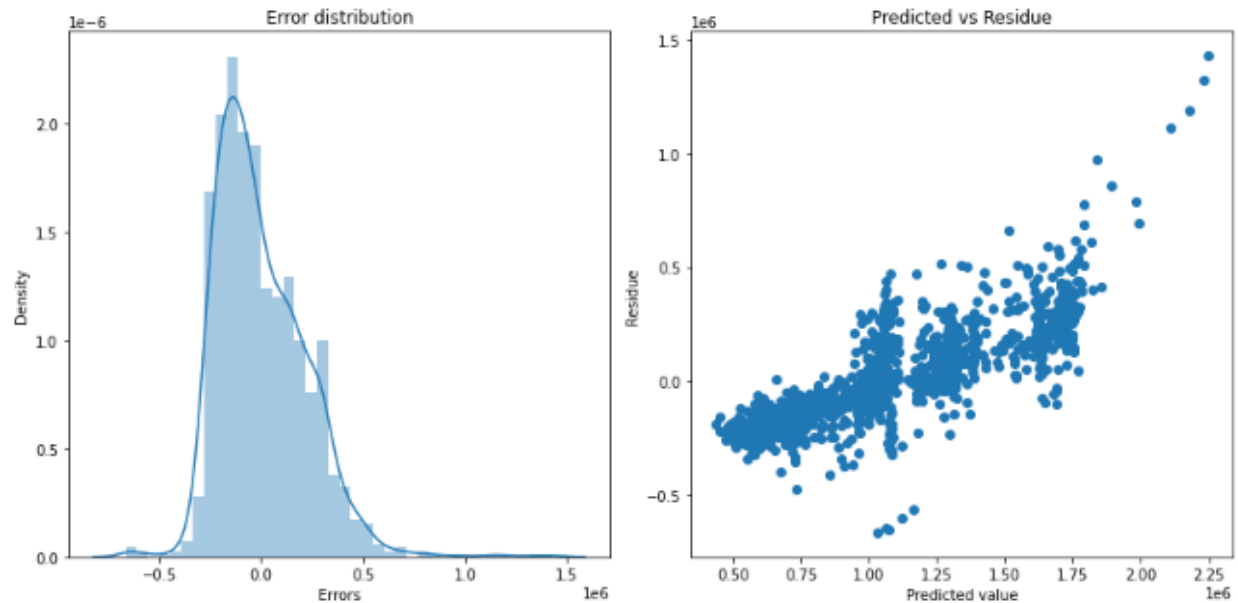 Error distribution
1e−6
2.0
1.5
1.0
0.5
0.0
Density
−0.5
0.0
0.5
1.0
1.5
1e6
Errors
Predicted vs Residue
1e6
1.5
1.0
0.5
0.0
−0.5
Residue
0.50
0.75
1.00
1.25
1.50
1.75
2.00
2.25
1e6
Predicted value